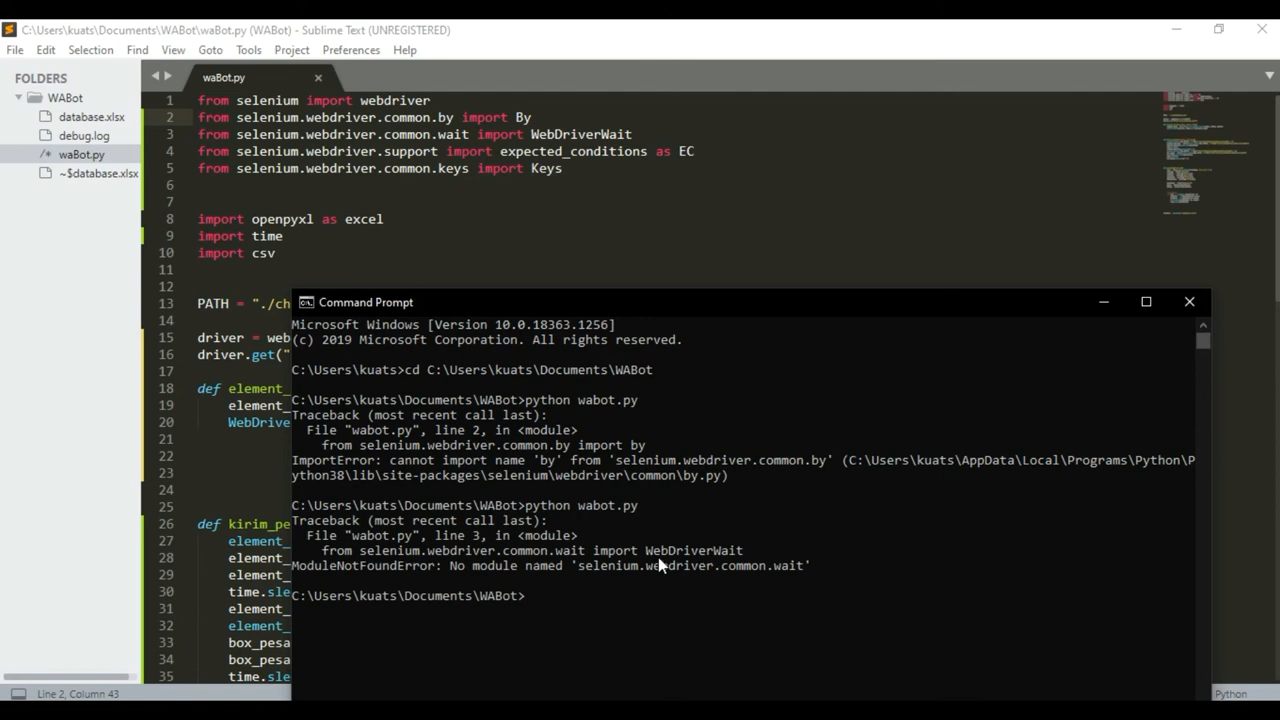 C:\Users\kuats\Documents\WABot\waBot.py (WABot) - Sublime Text (UNREGISTERED)
File Edit Selection Find View Goto Tools Project Preferences Help
FOLDERS
WABot
database.xlsx
debug.log
/* waBot.py
~$database.xlsx
waBot.py
1 from selenium import webdriver
2 from selenium.webdriver.common.by import By
3 from selenium.webdriver.common.wait import WebDriverWait
4 from selenium.webdriver.support import expected_conditions as EC
5 from selenium.webdriver.common.keys import Keys
6
7
8 import openpyxl as excel
9 import time
10 import csv
11
12
13 PATH = "./ch
14
15 driver = web
16 driver.get("
17
18 def element_
19 element_
20 WebDrive
21
22
23
24
25
26 def kirim_pe
27 element_
28 element_
29 element_
30 time.sle
31 element_
32 element_
33 box_pesa
34 box_pesa
35 time.sle
Command Prompt
Microsoft Windows [Version 10.0.18363.1256]
(c) 2019 Microsoft Corporation. All rights reserved.
C:\Users\kuats>cd C:\Users\kuats\Documents\WABot
C:\Users\kuats\Documents\WABot>python wabot.py
Traceback (most recent call last):
File "wabot.py", line 2, in <module>
from selenium.webdriver.common.by import by
ImportError: cannot import name 'by' from 'selenium.webdriver.common.by' (C:\Users\kuats\AppData\Local\Programs\Python\P
ython38\lib\site-packages\selenium\webdriver\common\by.py)
C:\Users\kuats\Documents\WABot>python wabot.py
Traceback (most recent call last):
File "wabot.py", line 3, in <module>
from selenium.webdriver.common.wait import WebDriverWait
ModuleNotFoundError: No module named 'selenium.webdriver.common.wait'
C:\Users\kuats\Documents\WABot>
Line 2, Column 43
Python